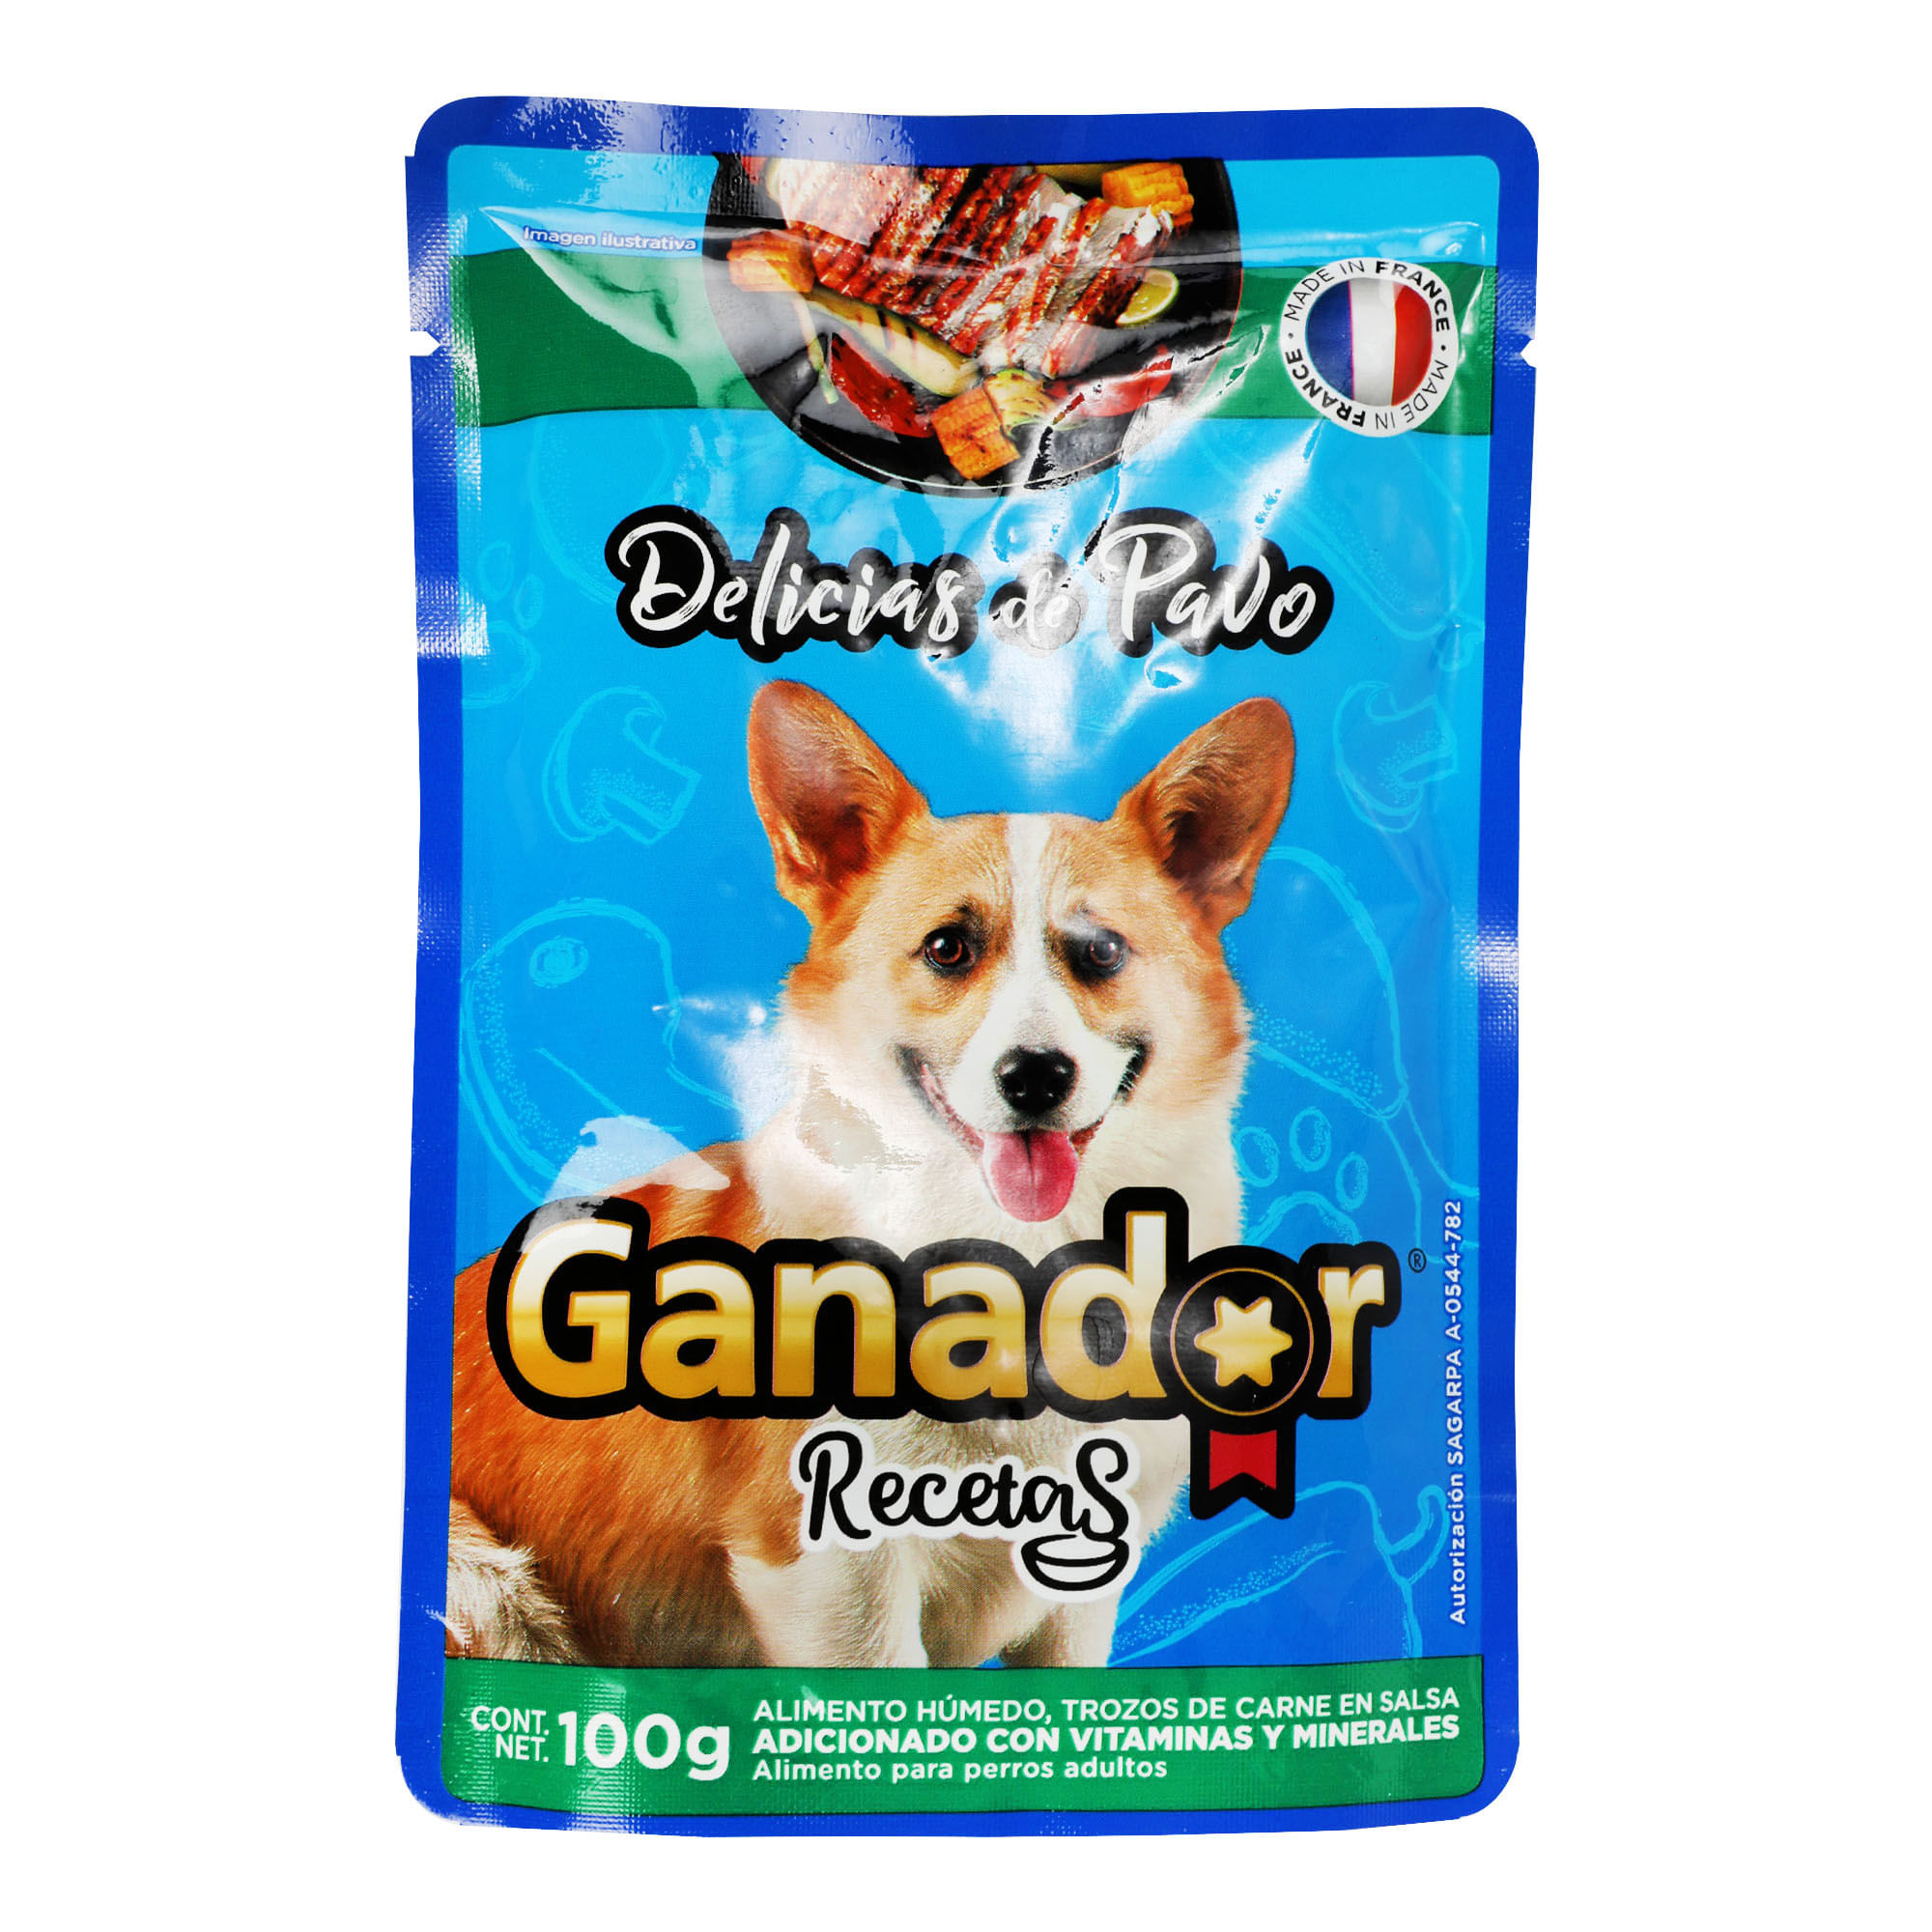 Imagen ilustrativa
MADE IN FRANCE • MADE IN FRANCE •
Delicias de Pavo
Ganador®
Recetas
Autorización SAGARPA A-0544-782
CONT. NET. 100g
ALIMENTO HÚMEDO, TROZOS DE CARNE EN SALSA
ADICIONADO CON VITAMINAS Y MINERALES
Alimento para perros adultos